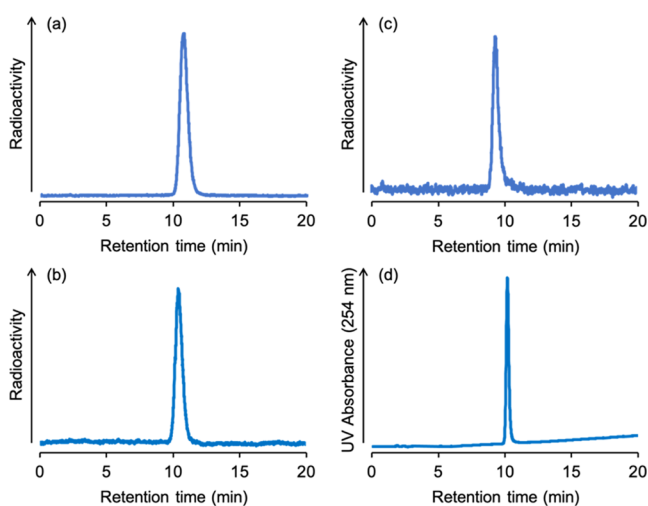 (a)
Radioactivity
0 5 10 15 20
Retention time (min)
(c)
Radioactivity
0 5 10 15 20
Retention time (min)
(b)
Radioactivity
0 5 10 15 20
Retention time (min)
(d)
UV Absorbance (254 nm)
0 5 10 15 20
Retention time (min)